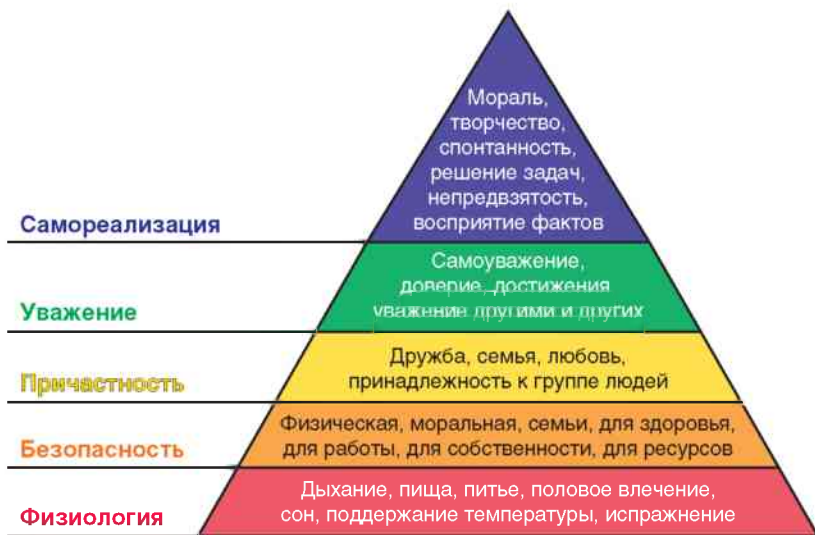 Мораль,
творчество,
спонтанность,
решение задач,
непредвзятость,
восприятие фактов
Самореализация
Самоуважение,
доверие, достижения
уважение другими и других
Уважение
Дружба, семья, любовь,
принадлежность к группе людей
Причастность
Физическая, моральная, семьи, для здоровья,
для работы, для собственности, для ресурсов
Безопасность
Дыхание, пища, питье, половое влечение,
сон, поддержание температуры, испражнение
Физиология